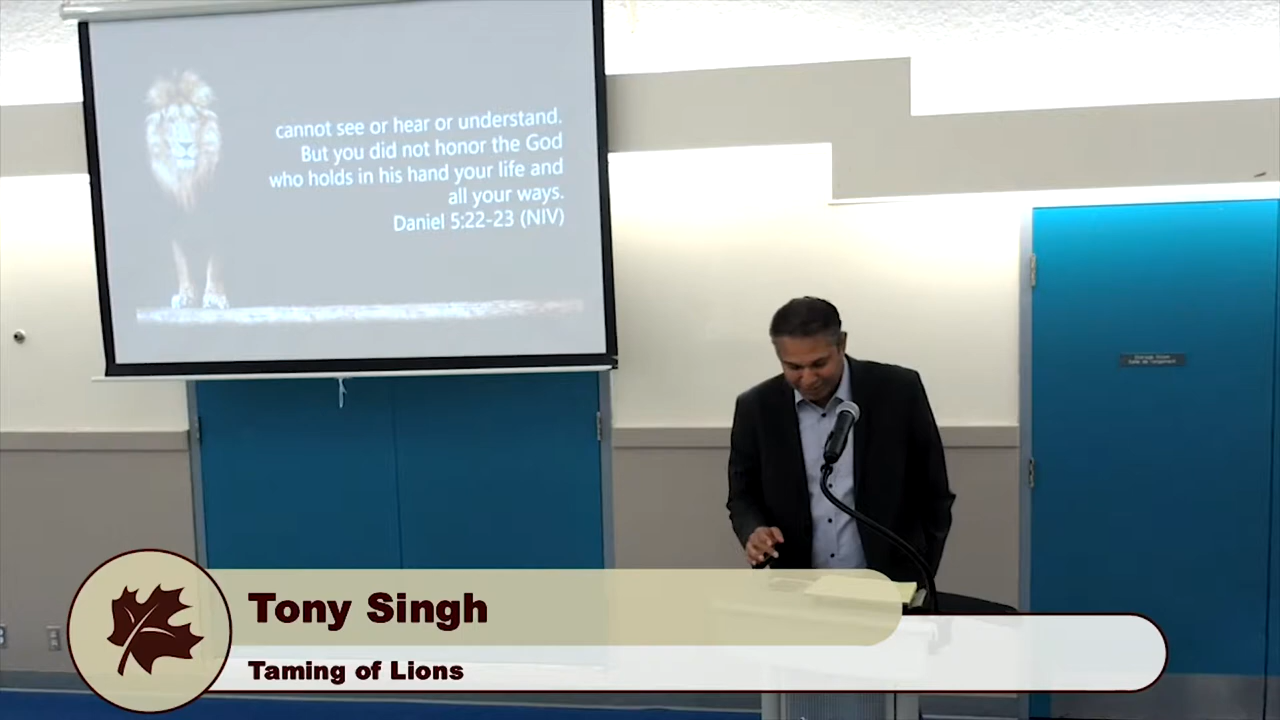 cannot see or hear or understand.
But you did not honor the God
who holds in his hand your life and
all your ways.
Daniel 5:22-23 (NIV)
Tony Singh
Taming of Lions